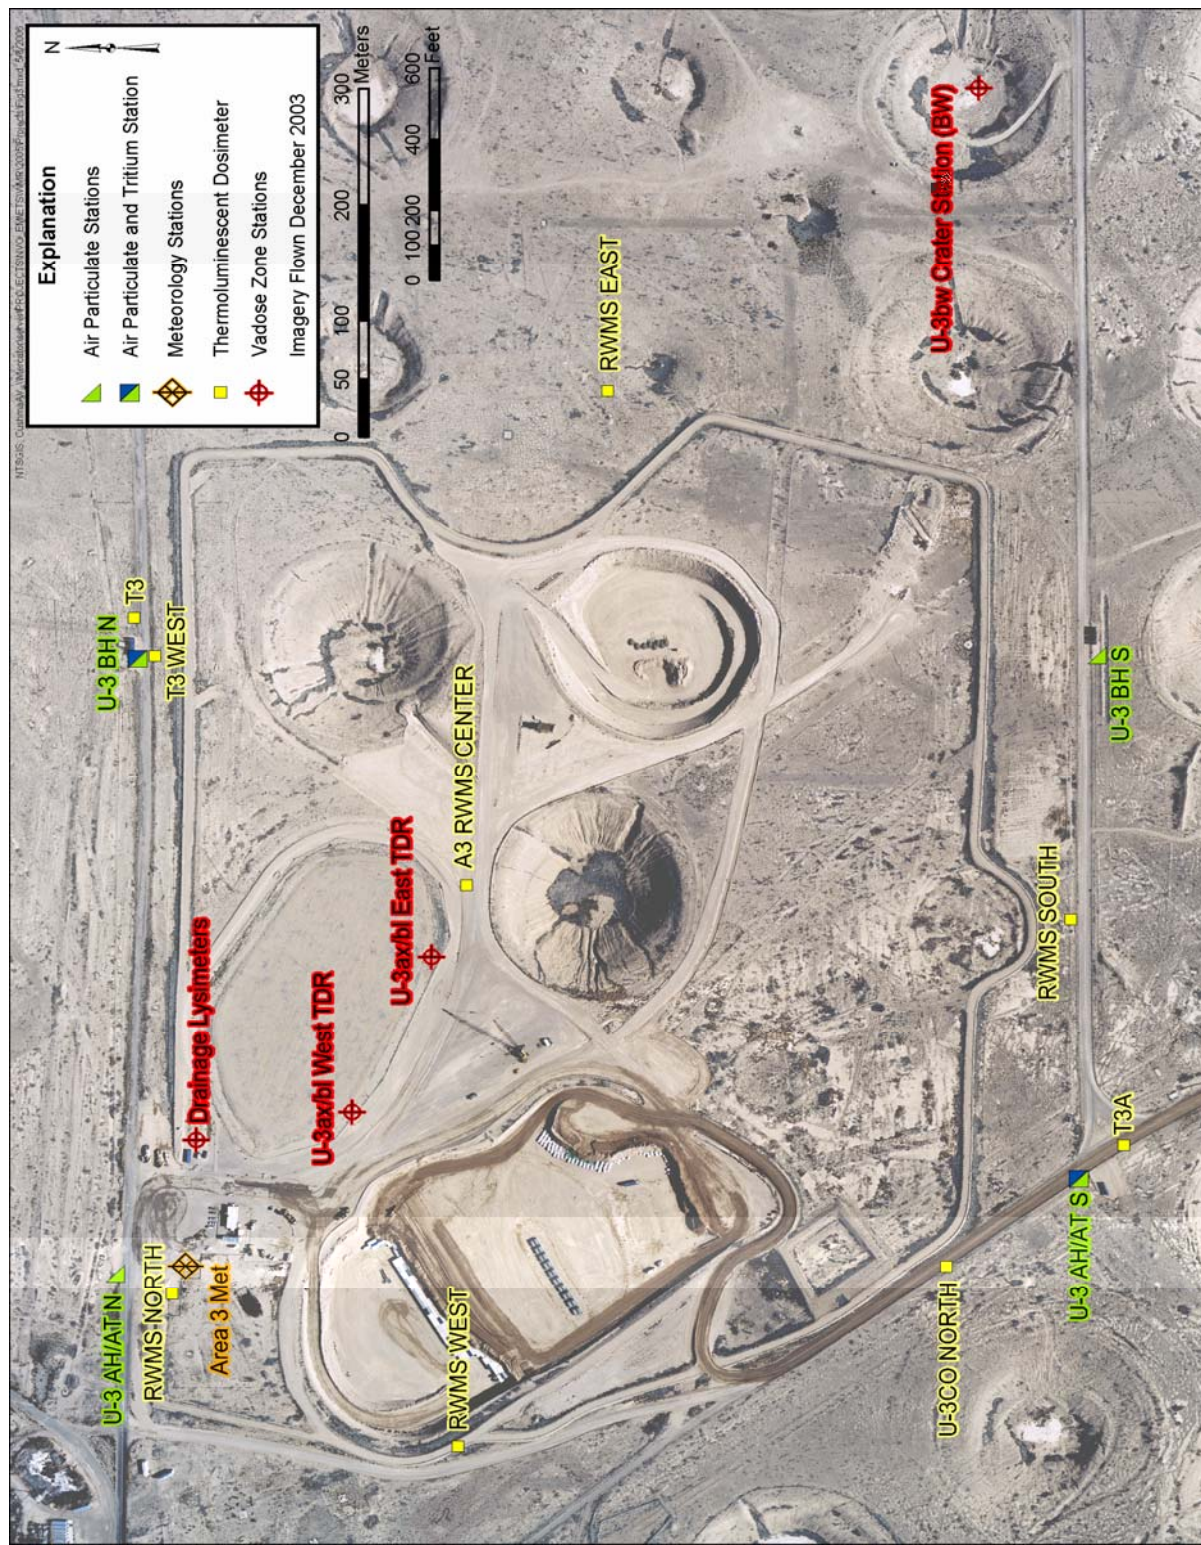 Explanation
N
Air Particulate Stations
Air Particulate and Tritium Station
Meteorology Stations
Thermoluminescent Dosimeter
Vadose Zone Stations
Imagery Flown December 2003
0 50 100 200 300
Meters
0 100 200 400 600
Feet
U-3 AH/AT N
RWMS NORTH
Area 3 Met
Drainage Lysimeters
U-3 BH N
T3
T3 WEST
U-3ax/bl West TDR
U-3ax/bl East TDR
RWMS WEST
A3 RWMS CENTER
RWMS EAST
U-3CO NORTH
U-3bw Crater Station (BW)
RWMS SOUTH
U-3 AH/AT S
T3A
U-3 BH S